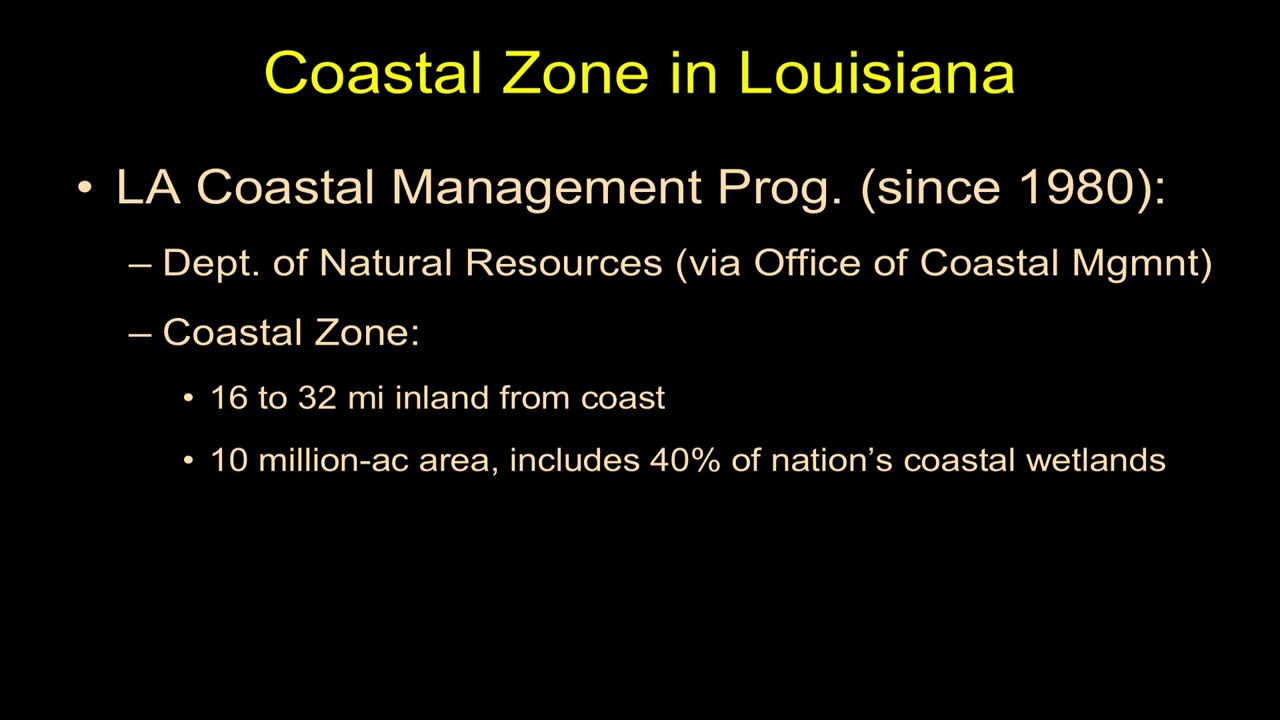 Coastal Zone in Louisiana
• LA Coastal Management Prog. (since 1980):
– Dept. of Natural Resources (via Office of Coastal Mgmnt)
– Coastal Zone:
• 16 to 32 mi inland from coast
• 10 million-ac area, includes 40% of nation’s coastal wetlands